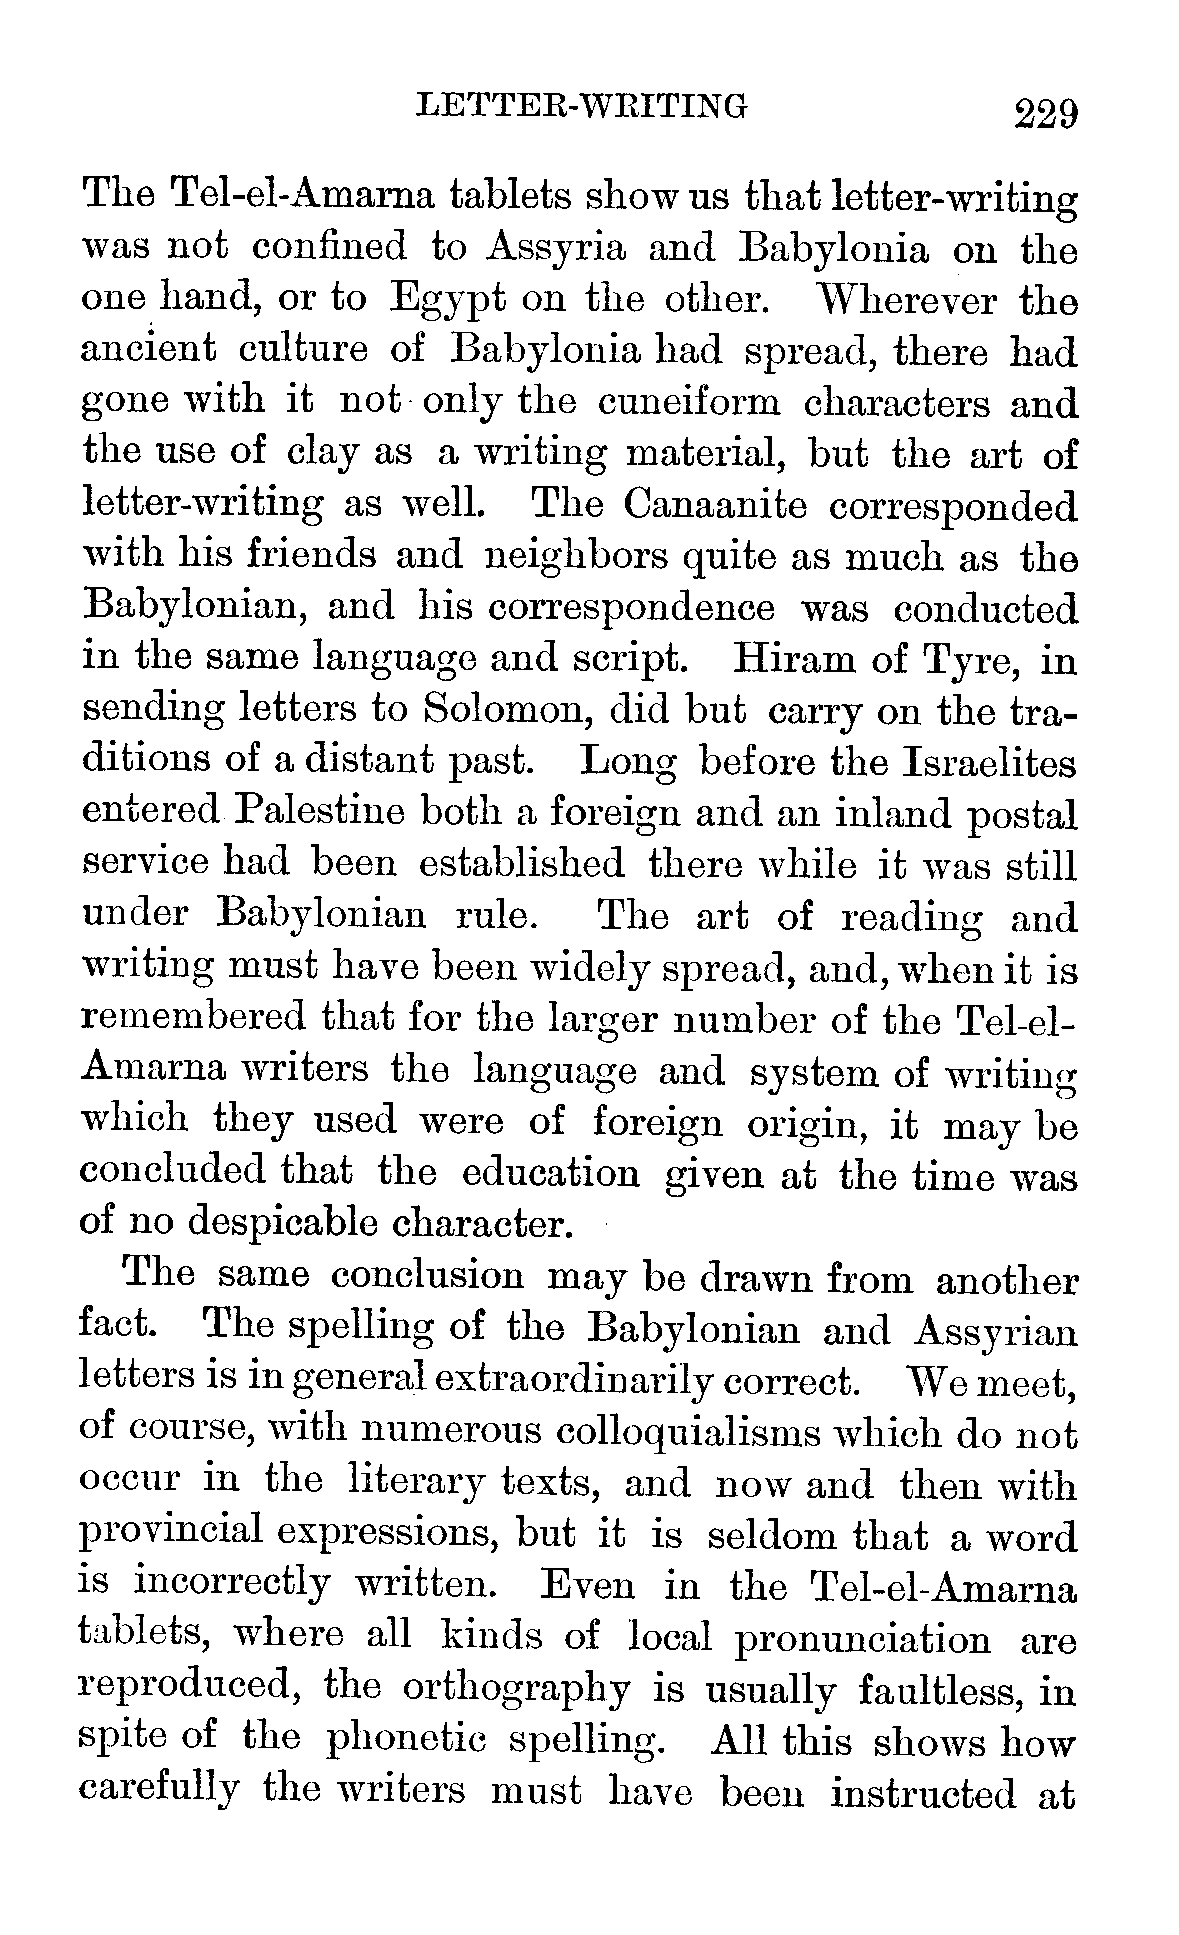 LETTER-WRITING 229
The Tel-el-Amarna tablets show us that letter-writing
was not confined to Assyria and Babylonia on the
one hand, or to Egypt on the other. Wherever the
ancient culture of Babylonia had spread, there had
gone with it not only the cuneiform characters and
the use of clay as a writing material, but the art of
letter-writing as well. The Canaanite corresponded
with his friends and neighbors quite as much as the
Babylonian, and his correspondence was conducted
in the same language and script. Hiram of Tyre, in
sending letters to Solomon, did but carry on the tra-
ditions of a distant past. Long before the Israelites
entered Palestine both a foreign and an inland postal
service had been established there while it was still
under Babylonian rule. The art of reading and
writing must have been widely spread, and, when it is
remembered that for the larger number of the Tel-el-
Amarna writers the language and system of writing
which they used were of foreign origin, it may be
concluded that the education given at the time was
of no despicable character.
The same conclusion may be drawn from another
fact. The spelling of the Babylonian and Assyrian
letters is in general extraordinarily correct. We meet,
of course, with numerous colloquialisms which do not
occur in the literary texts, and now and then with
provincial expressions, but it is seldom that a word
is incorrectly written. Even in the Tel-el-Amarna
tablets, where all kinds of local pronunciation are
reproduced, the orthography is usually faultless, in
spite of the phonetic spelling. All this shows how
carefully the writers must have been instructed at